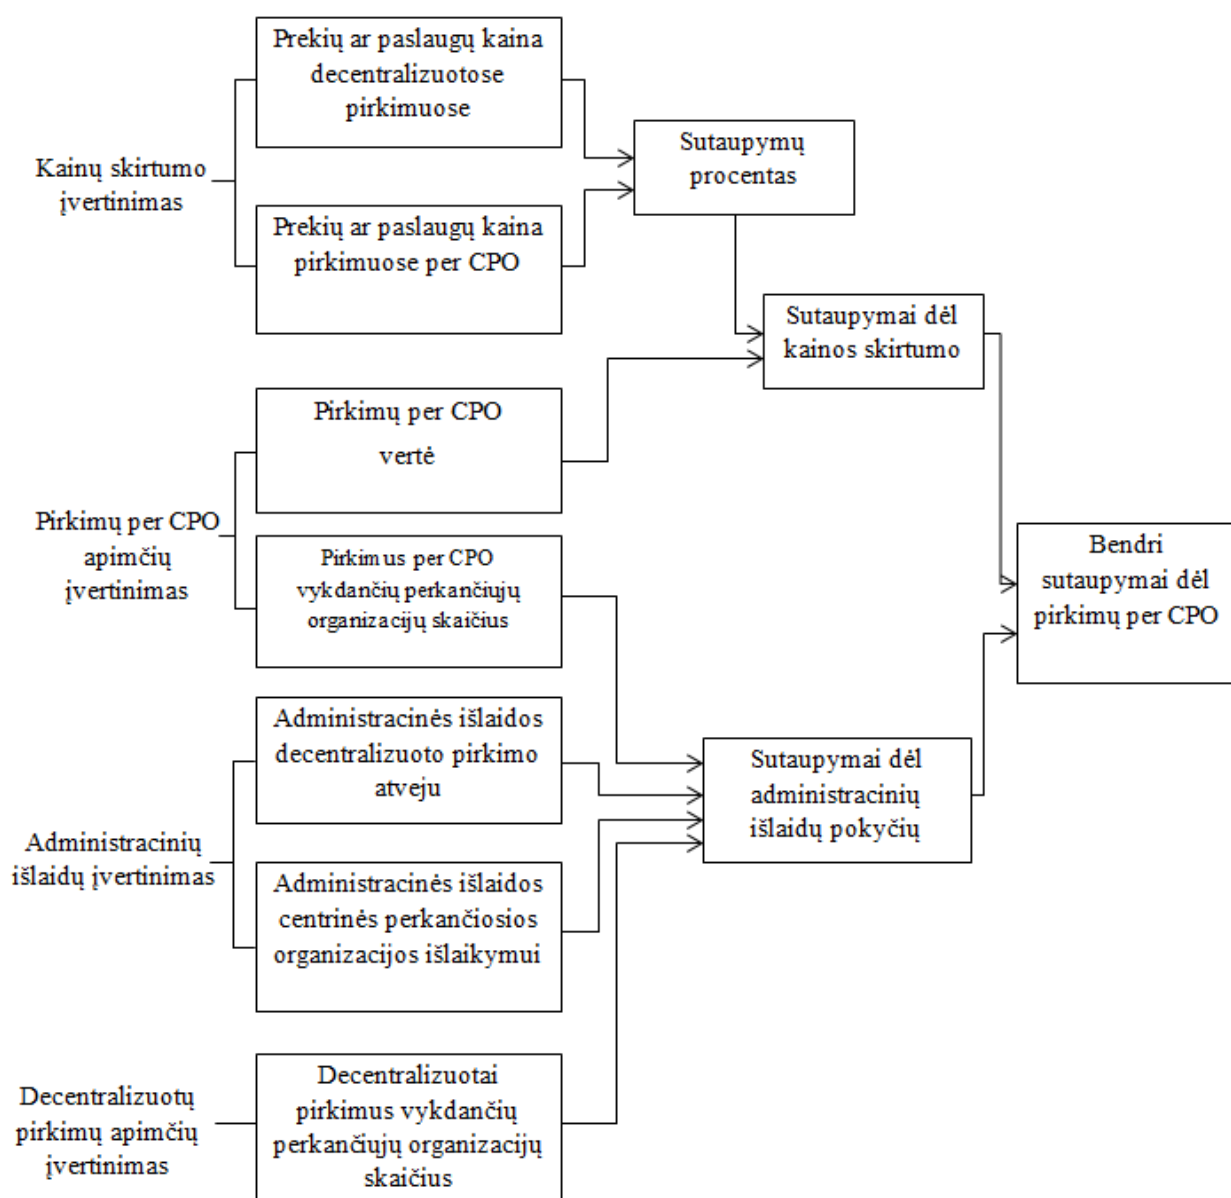 Kainų skirtumo
įvertinimas
Prekių ar paslaugų kaina
decentralizuotose
pirkimuose
Prekių ar paslaugų kaina
pirkimuose per CPO
Sutaupymų
procentas
Sutaupymai dėl
kainos skirtumo
Pirkimų per CPO
apimčių
įvertinimas
Pirkimų per CPO
vertė
Pirkimus per CPO
vykdančių perkančiųjų
organizacijų skaičius
Bendri
sutaupymai dėl
pirkimų per CPO
Administracinių
išlaidų įvertinimas
Administracinės išlaidos
decentralizuoto pirkimo
atveju
Administracinės išlaidos
centrinės perkančiosios
organizacijos išlaikymui
Sutaupymai dėl
administracinių
išlaidų pokyčių
Decentralizuotų
pirkimų apimčių
įvertinimas
Decentralizuotai
pirkimus vykdančių
perkančiųjų organizacijų
skaičius